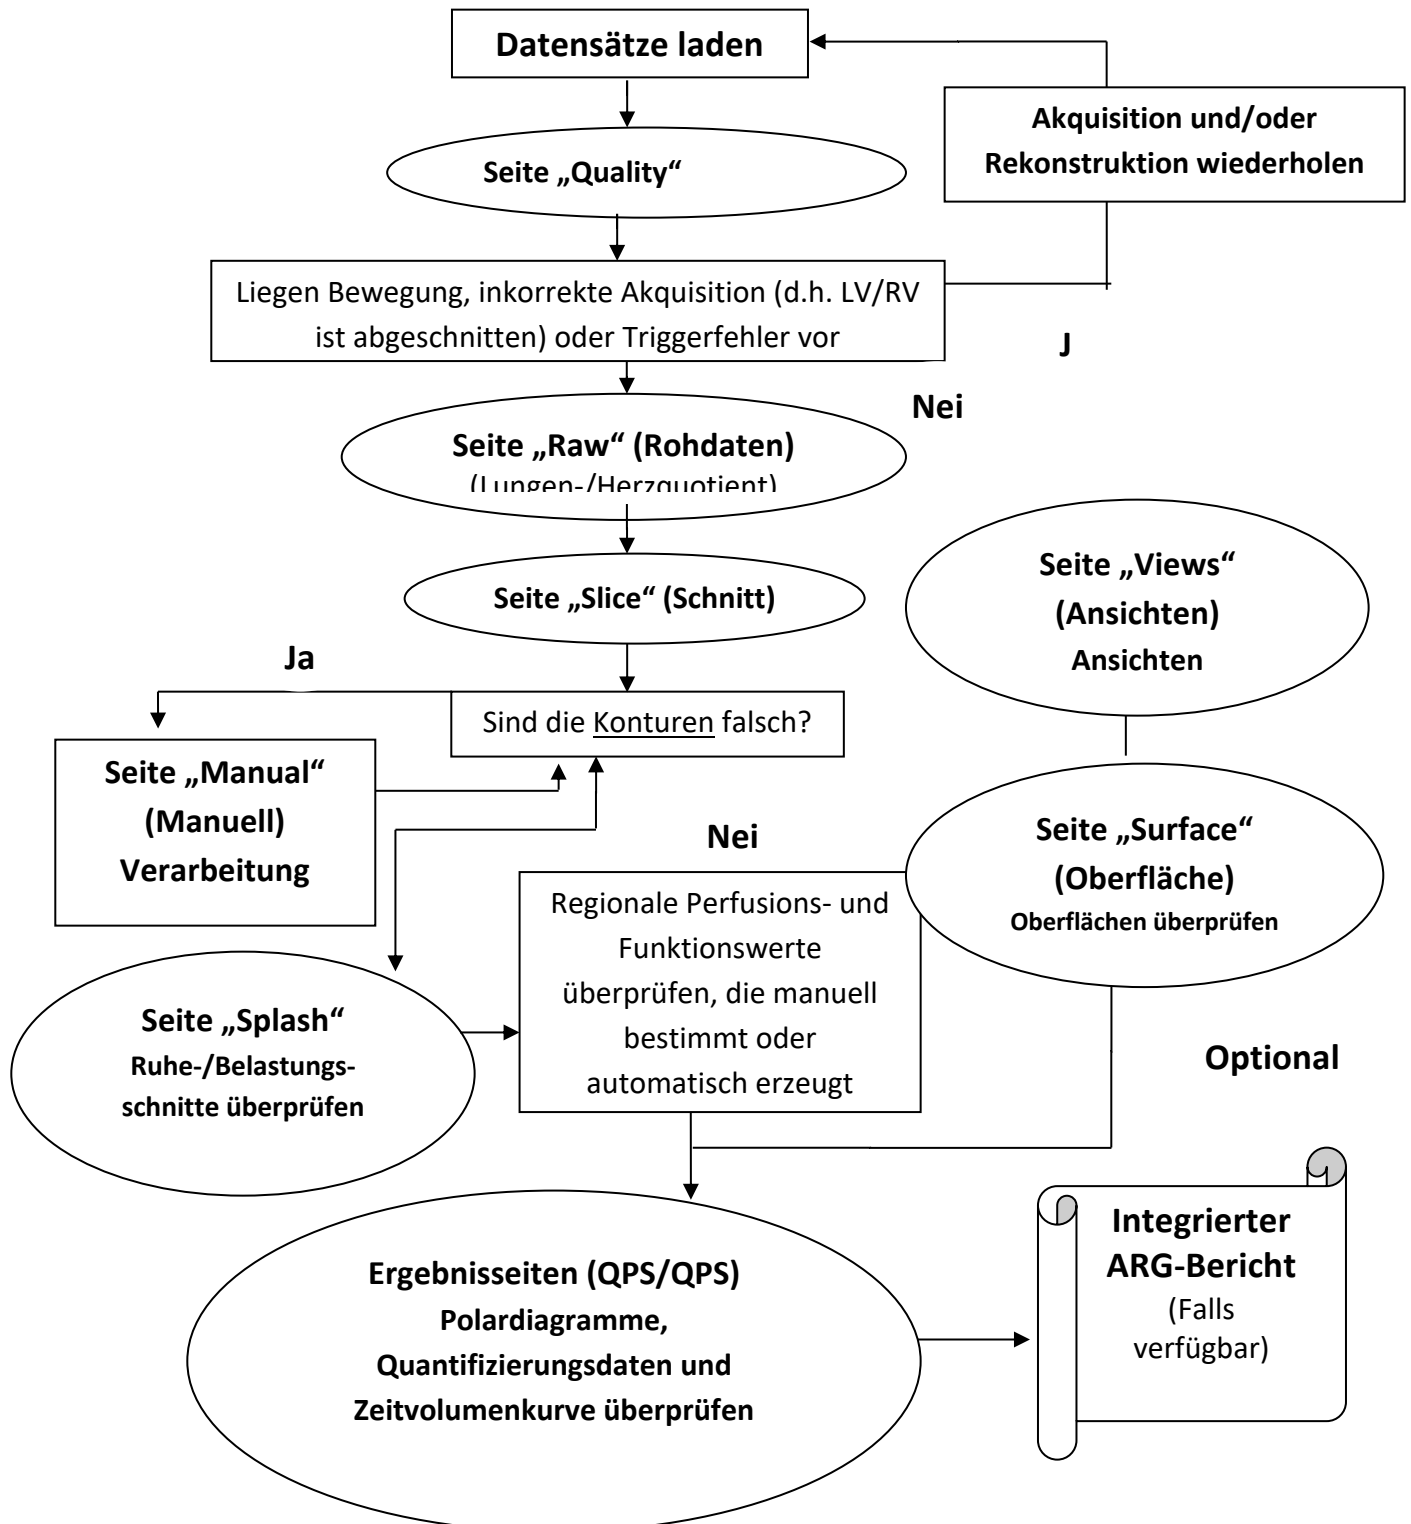 Datensätze laden
Akquisition und/oder
Rekonstruktion wiederholen
Seite „Quality“
Liegen Bewegung, inkorrekte Akquisition (d.h. LV/RV
ist abgeschnitten) oder Triggerfehler vor
J
Nei
Seite „Raw“ (Rohdaten)
(Lungen-/Herzquotient)
Seite „Slice“ (Schnitt)
Seite „Views“
(Ansichten)
Ansichten
Ja
Sind die Konturen falsch?
Seite „Manual“
(Manuell)
Verarbeitung
Nei
Seite „Surface“
(Oberfläche)
Oberflächen überprüfen
Regionale Perfusions- und
Funktionswerte
überprüfen, die manuell
bestimmt oder
automatisch erzeugt
Seite „Splash“
Ruhe-/Belastungs-
schnitte überprüfen
Optional
Ergebnisseiten (QPS/QPS)
Polardiagramme,
Quantifizierungsdaten und
Zeitvolumenkurve überprüfen
Integrierter
ARG-Bericht
(Falls
verfügbar)